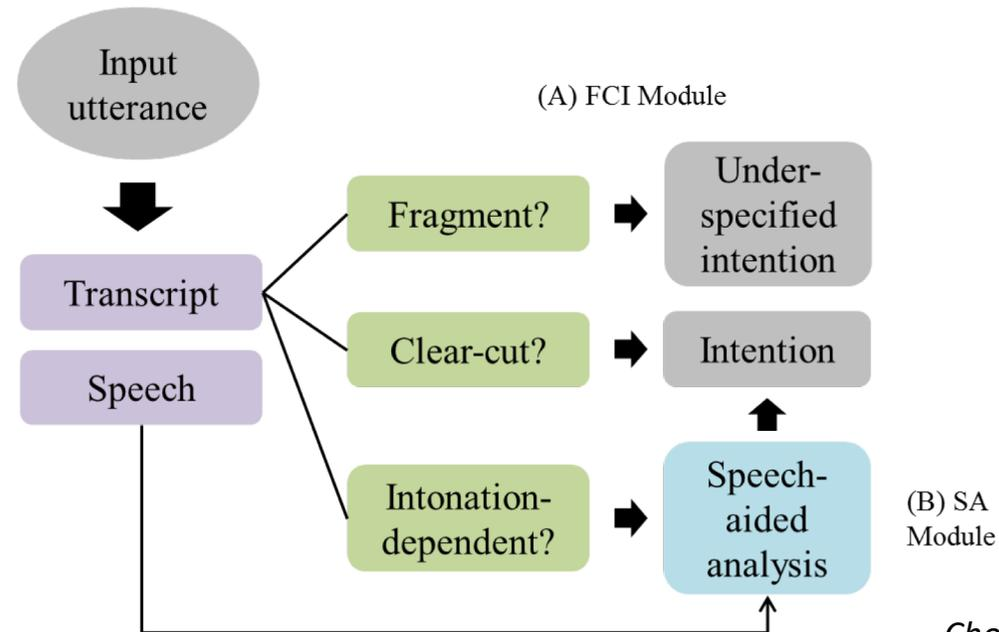 Input
utterance
(A) FCI Module
Under-
specified
intention
Fragment?
Transcript
Clear-cut?
Intention
Speech
Intonation-
dependent?
Speech-
aided
analysis
(B) SA
Module